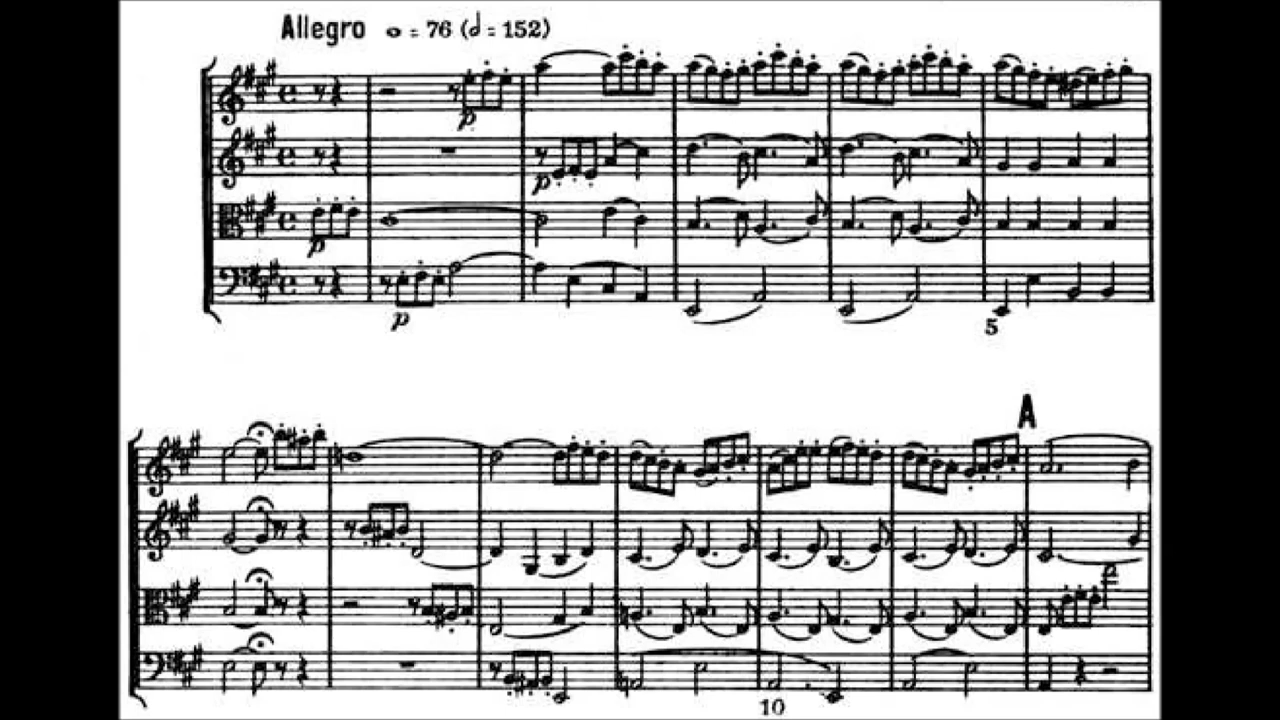 Allegro 𝅝 = 76 (𝅗𝅥 = 152)
p
p
p
p
5
A
10